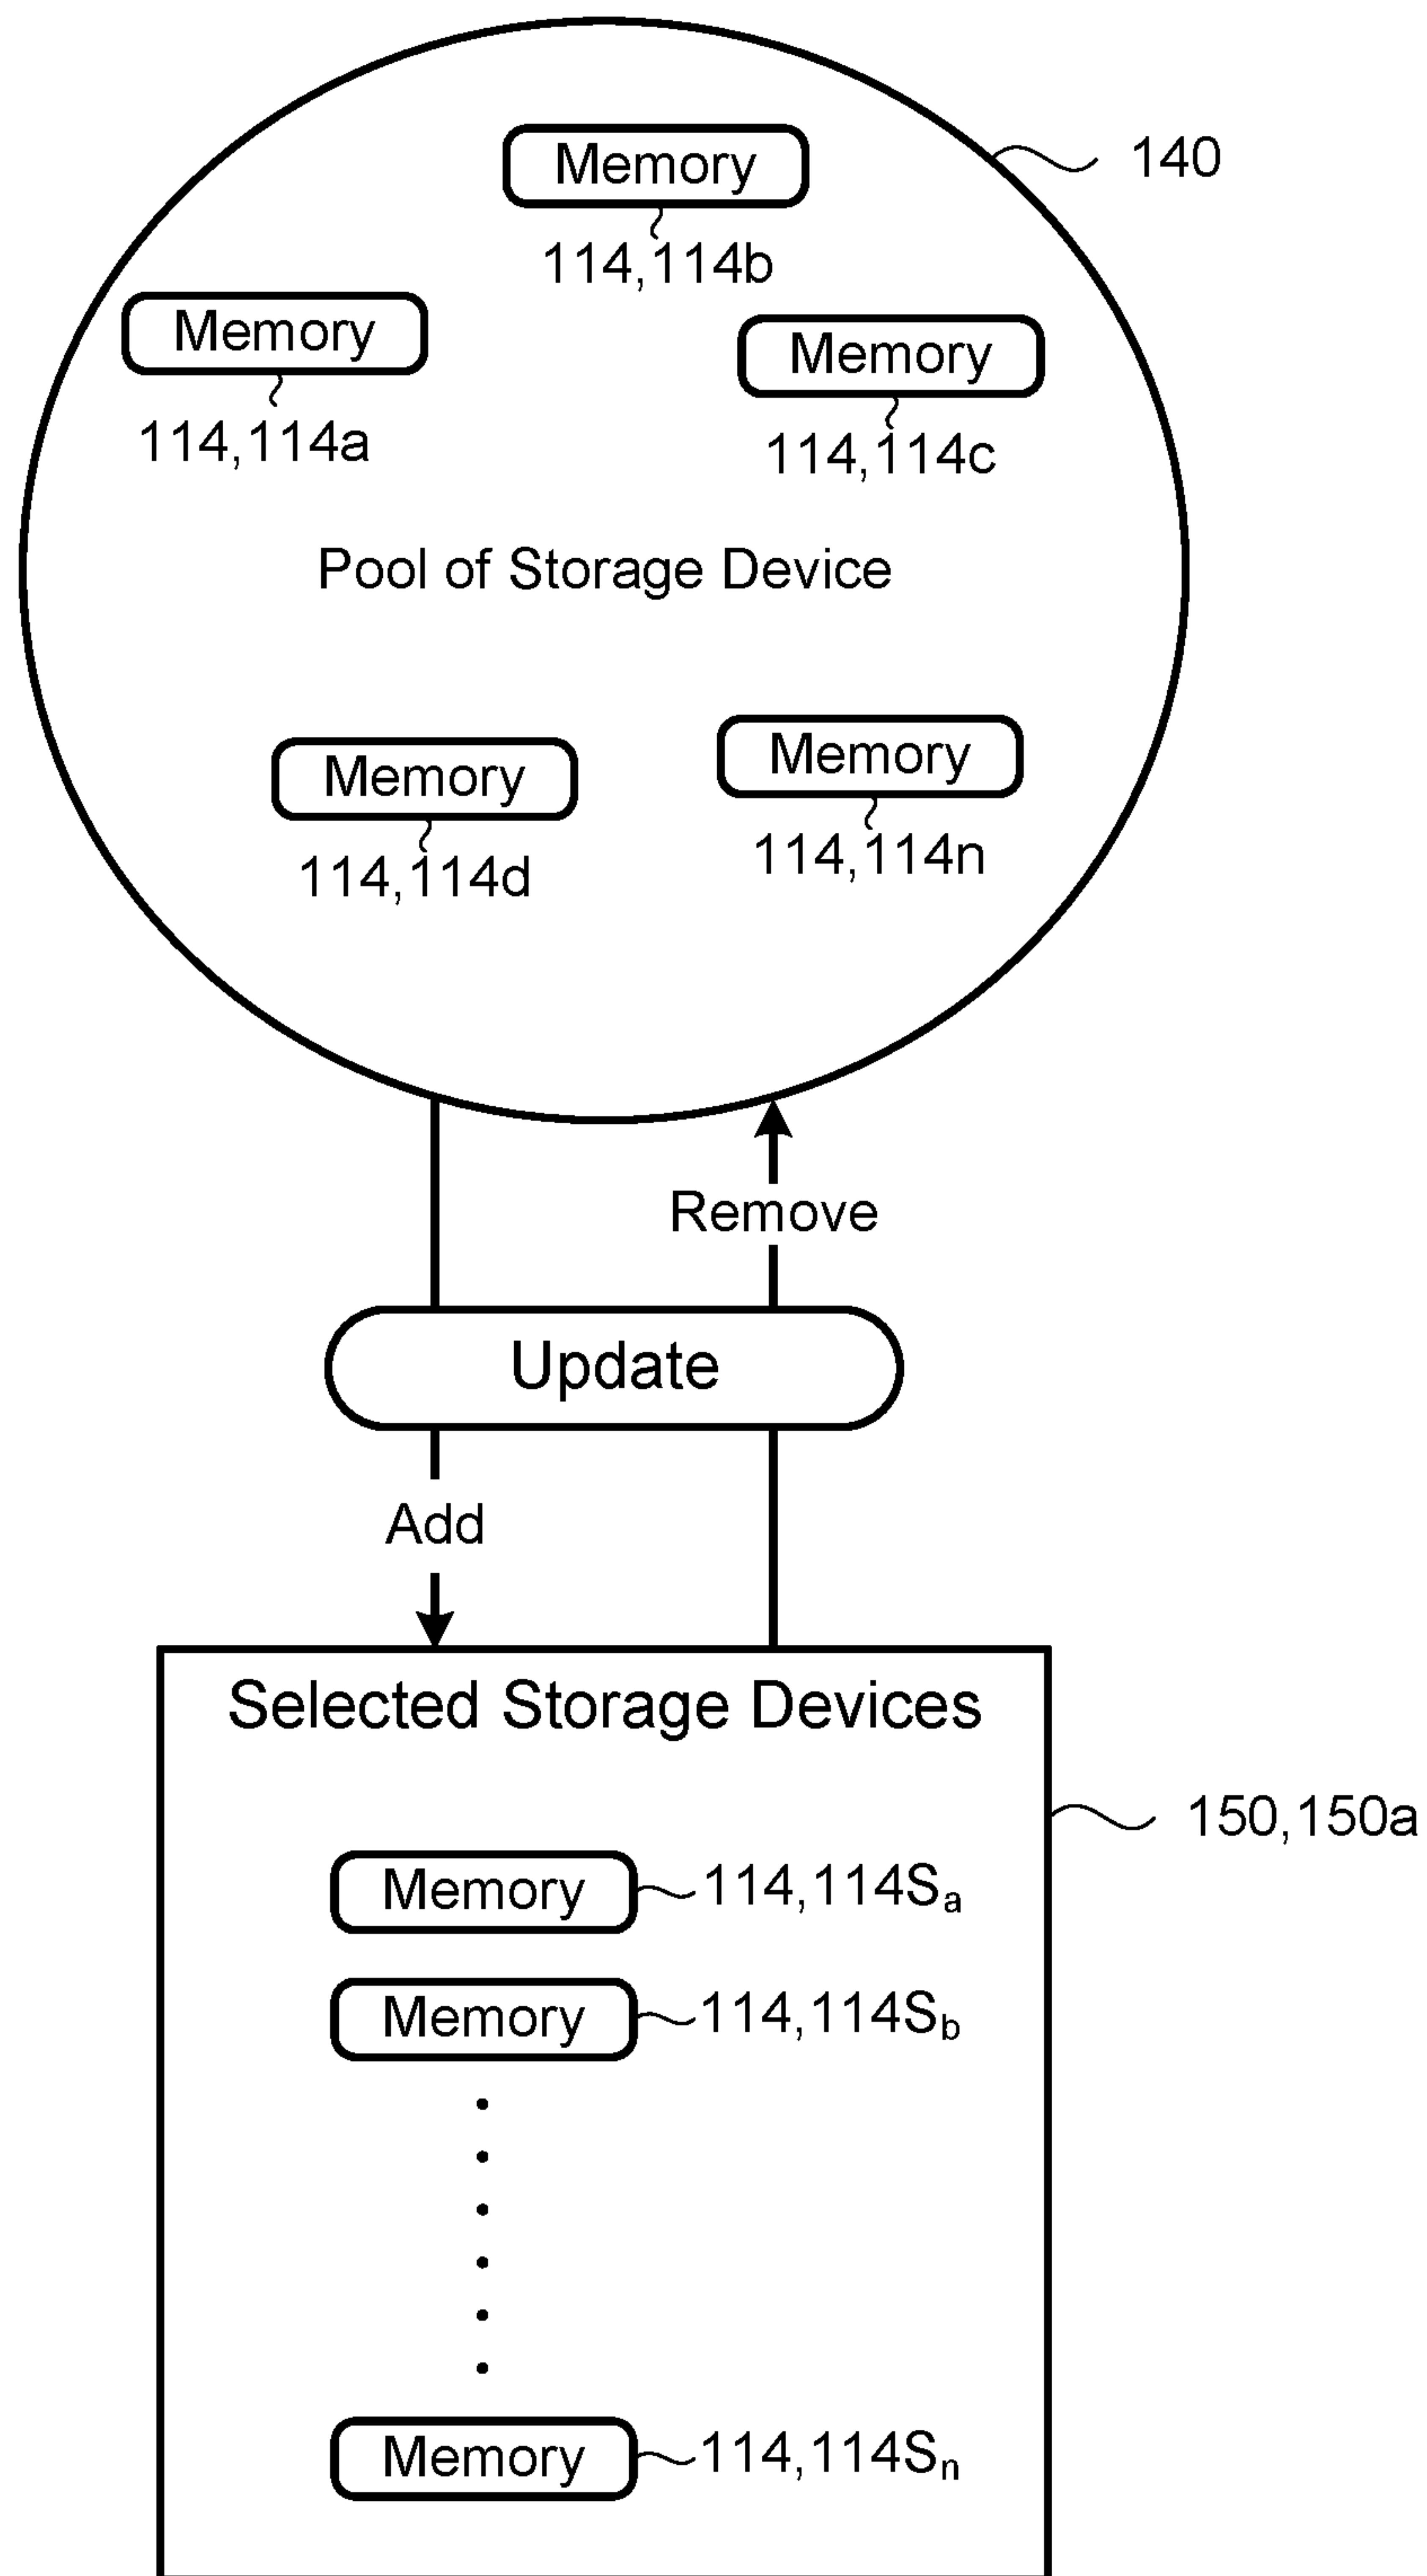 Memory
140
114,114b
Memory
114,114a
Memory
114,114c
Pool of Storage Device
Memory
114,114d
Memory
114,114n
Remove
Update
Add
Selected Storage Devices
150,150a
Memory 114,114Sa
Memory 114,114Sb
Memory 114,114Sn